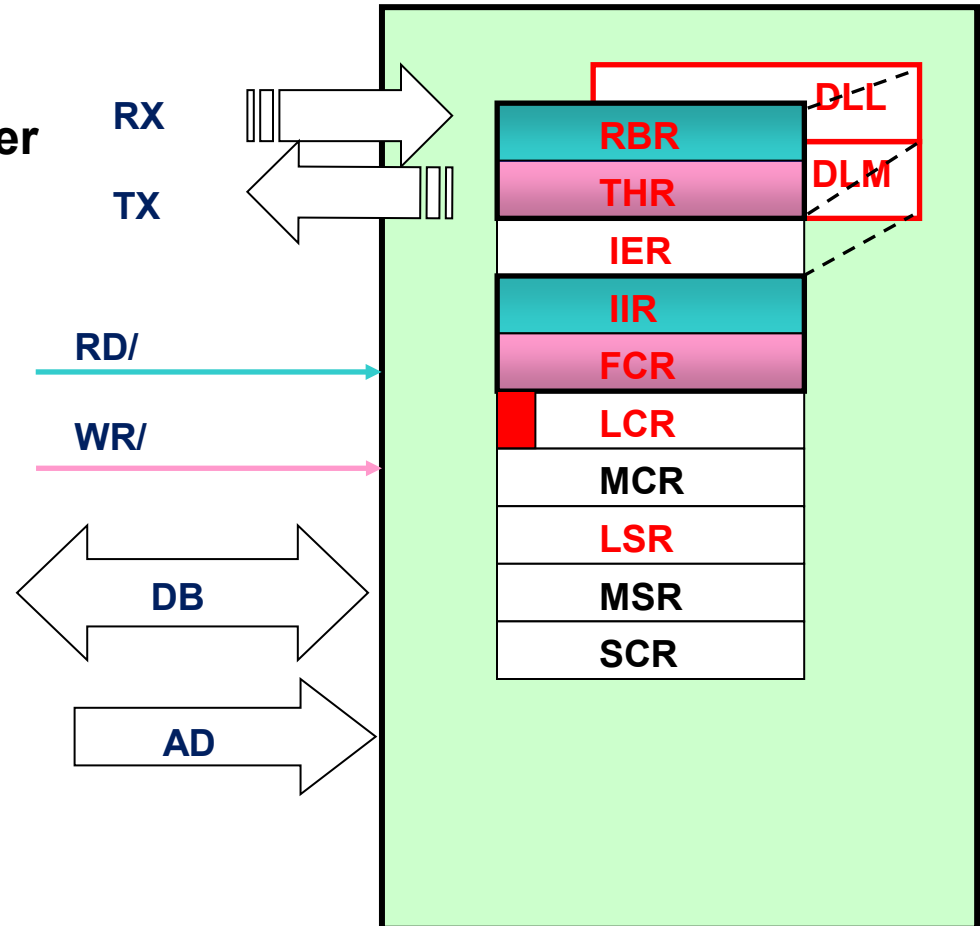 er
RX
TX
RD/
WR/
DB
AD
DLL
DLM
RBR
THR
IER
IIR
FCR
LCR
MCR
LSR
MSR
SCR